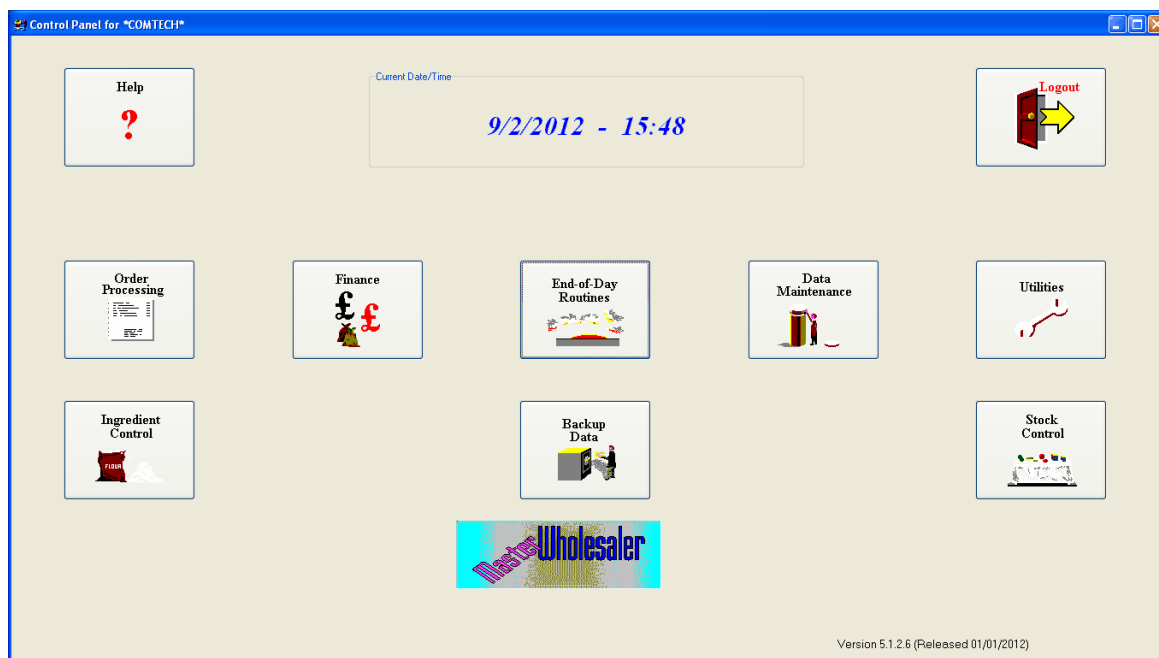 Control Panel for *COMTECH*
Help
?
Current Date/Time
9/2/2012 - 15:48
Logout
Order
Processing
Finance
£
£
End-of-Day
Routines
Data
Maintenance
Utilities
Ingredient
Control
FLOUR
Backup
Data
Stock
Control
Master Wholesaler
Version 5.1.2.6 (Released 01/01/2012)